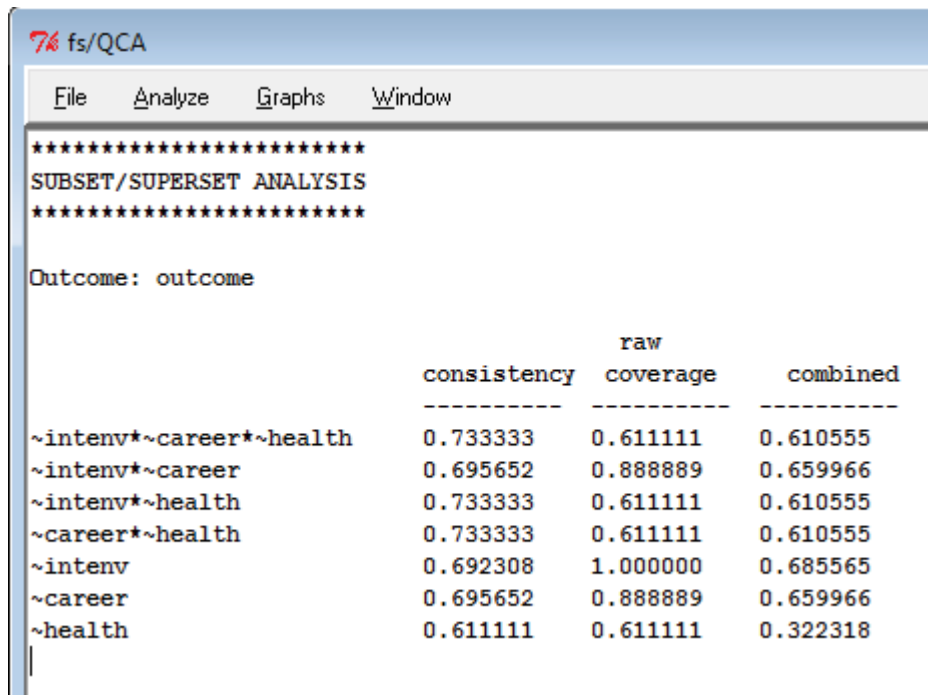 fs/QCA
File Analyze Graphs Window
************************
SUBSET/SUPERSET ANALYSIS
************************
Outcome: outcome
raw
consistency coverage combined
---------- ---------- ----------
~intenv*~career*~health 0.733333 0.611111 0.610555
~intenv*~career 0.695652 0.888889 0.659966
~intenv*~health 0.733333 0.611111 0.610555
~career*~health 0.733333 0.611111 0.610555
~intenv 0.692308 1.000000 0.685565
~career 0.695652 0.888889 0.659966
~health 0.611111 0.611111 0.322318